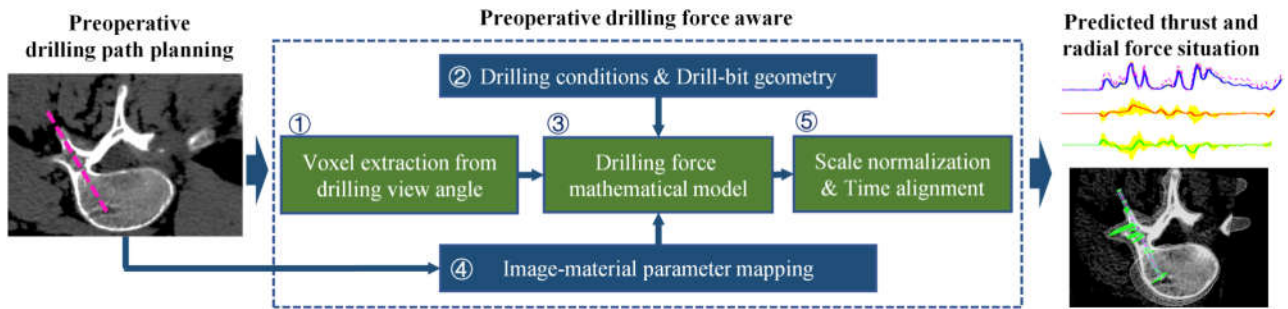 Preoperative
drilling path planning
Preoperative drilling force aware
Predicted thrust and
radial force situation
② Drilling conditions & Drill-bit geometry
①
Voxel extraction from
drilling view angle
③
Drilling force
mathematical model
⑤
Scale normalization
& Time alignment
④ Image-material parameter mapping